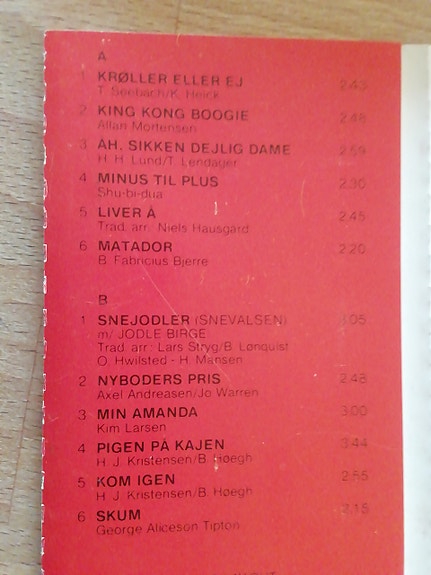 A
1 KRØLLER ELLER EJ 2.43
T. Seebach/K. Heick
2 KING KONG BOOGIE 2.48
Allan Mortensen
3 ÅH, SIKKEN DEJLIG DAME 2.59
H. H. Lund/T. Lendager
4 MINUS TIL PLUS 2.30
Shu-bi-dua
5 LIVER Å 2.45
Trad. arr.: Niels Hausgård
6 MATADOR 2.20
B. Fabricius Bjerre
B
1 SNEJODLER (SNEVALSEN) 3.05
m/ JODLE BIRGE
Trad. arr.: Lars Stryg/B. Lønquist
O. Hwilsted - H. Mansen
2 NYBODERS PRIS 2.48
Axel Andreasen/Jo Warren
3 MIN AMANDA 3.00
Kim Larsen
4 PIGEN PÅ KAJEN 3.44
H. J. Kristensen/B. Høegh
5 KOM IGEN 2.55
H. J. Kristensen/B. Høegh
6 SKUM 2.15
George Aliceson Tipton